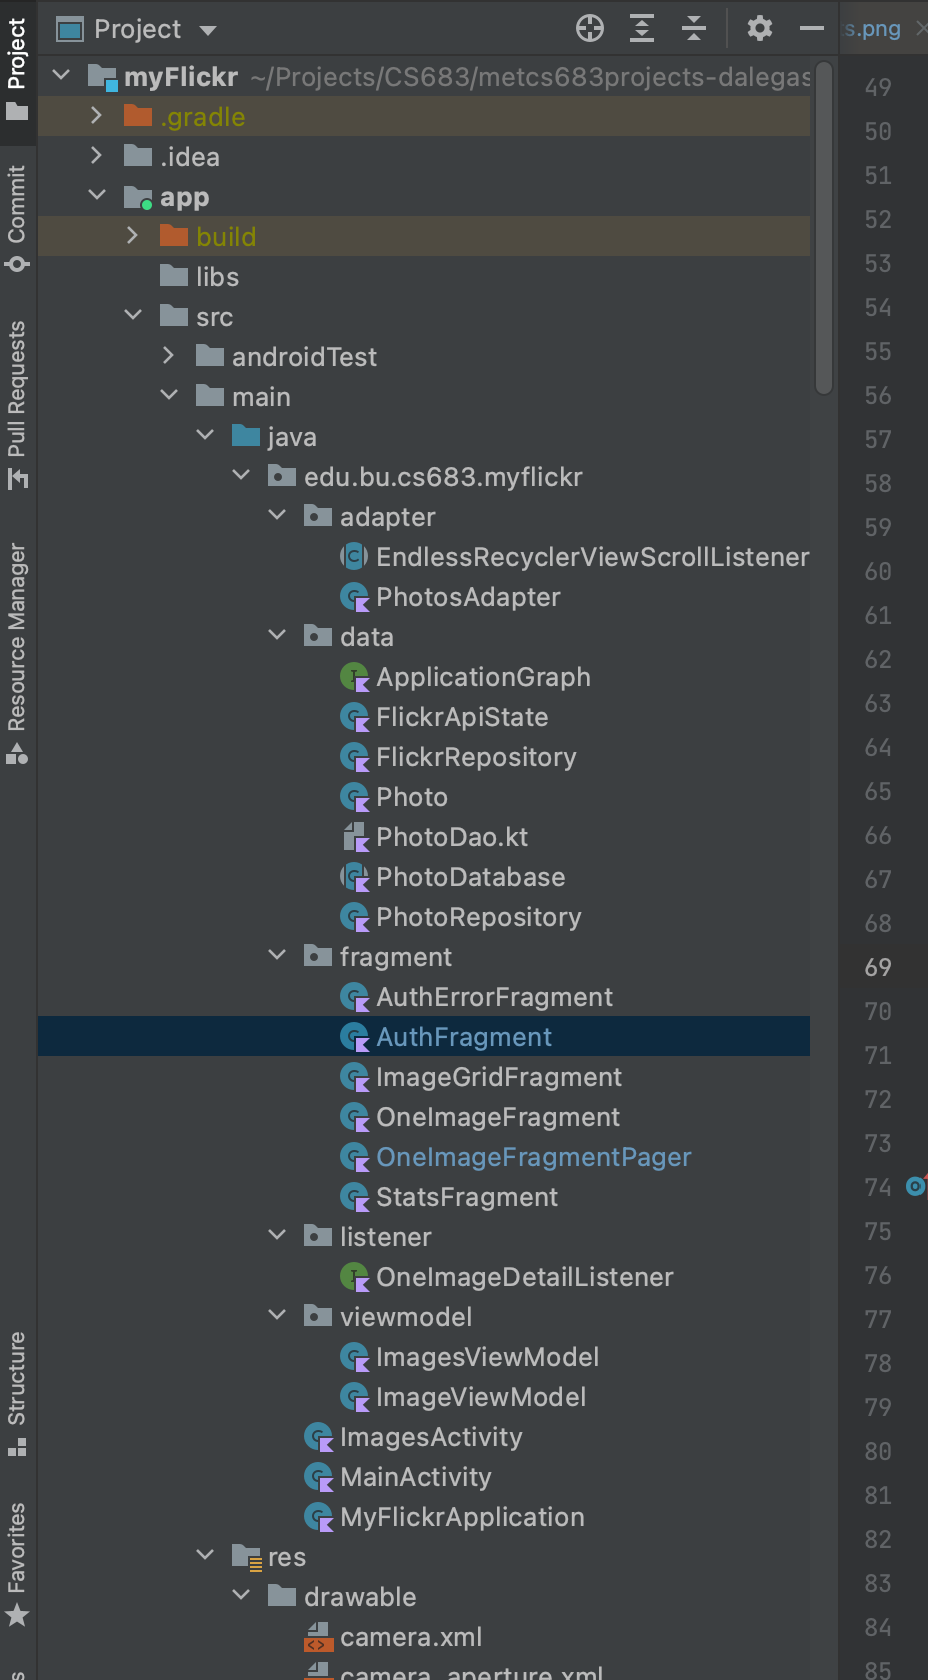 Project
s.png
myFlickr ~/Projects/CS683/metcs683projects-dalegas
.gradle
.idea
app
build
libs
src
androidTest
main
java
edu.bu.cs683.myflickr
adapter
EndlessRecyclerViewScrollListener
PhotosAdapter
data
ApplicationGraph
FlickrApiState
FlickrRepository
Photo
PhotoDao.kt
PhotoDatabase
PhotoRepository
fragment
AuthErrorFragment
AuthFragment
ImageGridFragment
OneImageFragment
OneImageFragmentPager
StatsFragment
listener
OneImageDetailListener
viewmodel
ImagesViewModel
ImageViewModel
ImagesActivity
MainActivity
MyFlickrApplication
res
drawable
camera.xml
camera_aperture.xml
Project
Commit
Pull Requests
Resource Manager
Structure
Favorites
49
50
51
52
53
54
55
56
57
58
59
60
61
62
63
64
65
66
67
68
69
70
71
72
73
74
75
76
77
78
79
80
81
82
83
84
85